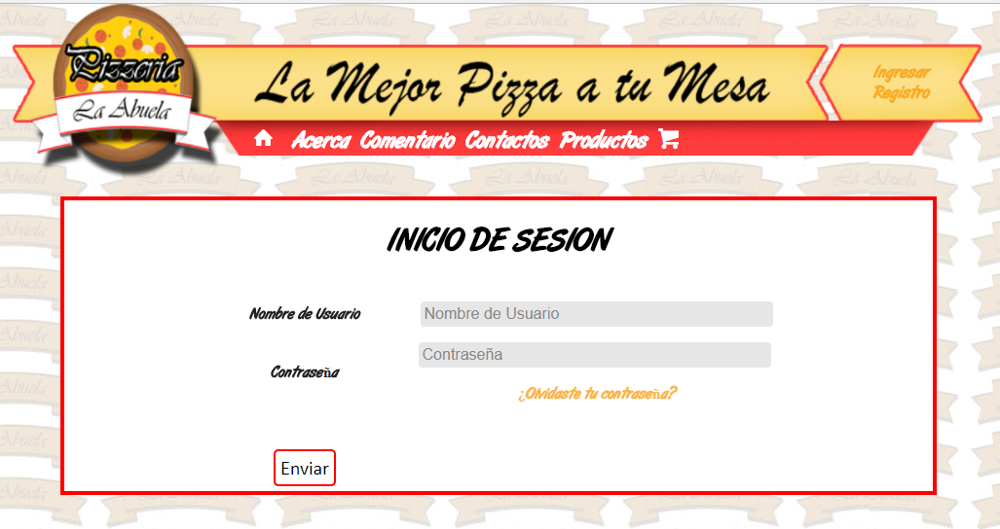 Pizzeria
La Abuela
La Mejor Pizza a tu Mesa
Ingresar
Registro
Acerca Comentario Contactos Productos
INICIO DE SESION
Nombre de Usuario
Nombre de Usuario
Contraseña
Contraseña
¿Olvidaste tu contraseña?
Enviar